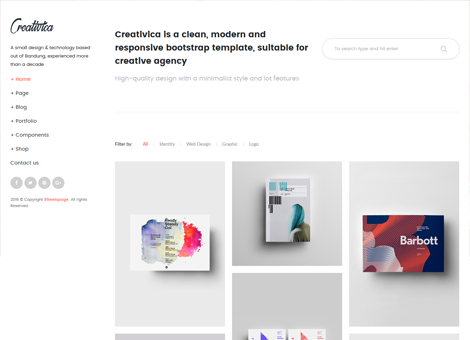 Creativica
A small design & technology based
out of Bandung, experienced more
than a decade
+ Home
+ Page
+ Blog
+ Portfolio
+ Components
+ Shop
Contact us
2016 © Copyright . All rights
Reserved.
Creativica is a clean, modern and
responsive bootstrap template, suitable for
creative agency
High-quality design with a minimalist style and lot features
To search type and hit enter
Filter by: All | Identity | Web Design | Graphic | Logo
Ready
Steady
Go!
Barbott